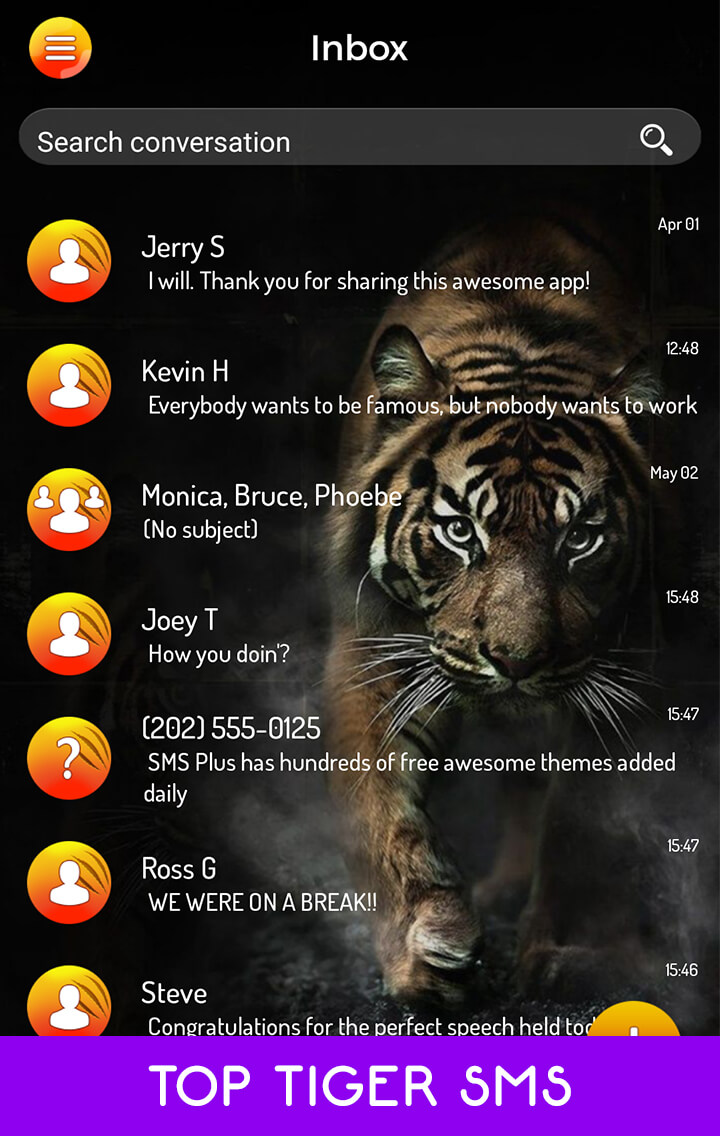 Inbox
Search conversation
Apr 01
Jerry S
I will. Thank you for sharing this awesome app!
12:48
Kevin H
Everybody wants to be famous, but nobody wants to work
May 02
Monica, Bruce, Phoebe
(No subject)
15:48
Joey T
How you doin'?
15:47
(202) 555-0125
?
SMS Plus has hundreds of free awesome themes added
daily
15:47
Ross G
WE WERE ON A BREAK!!
15:46
Steve
Congratulations for the perfect speech held
TOP TIGER SMS